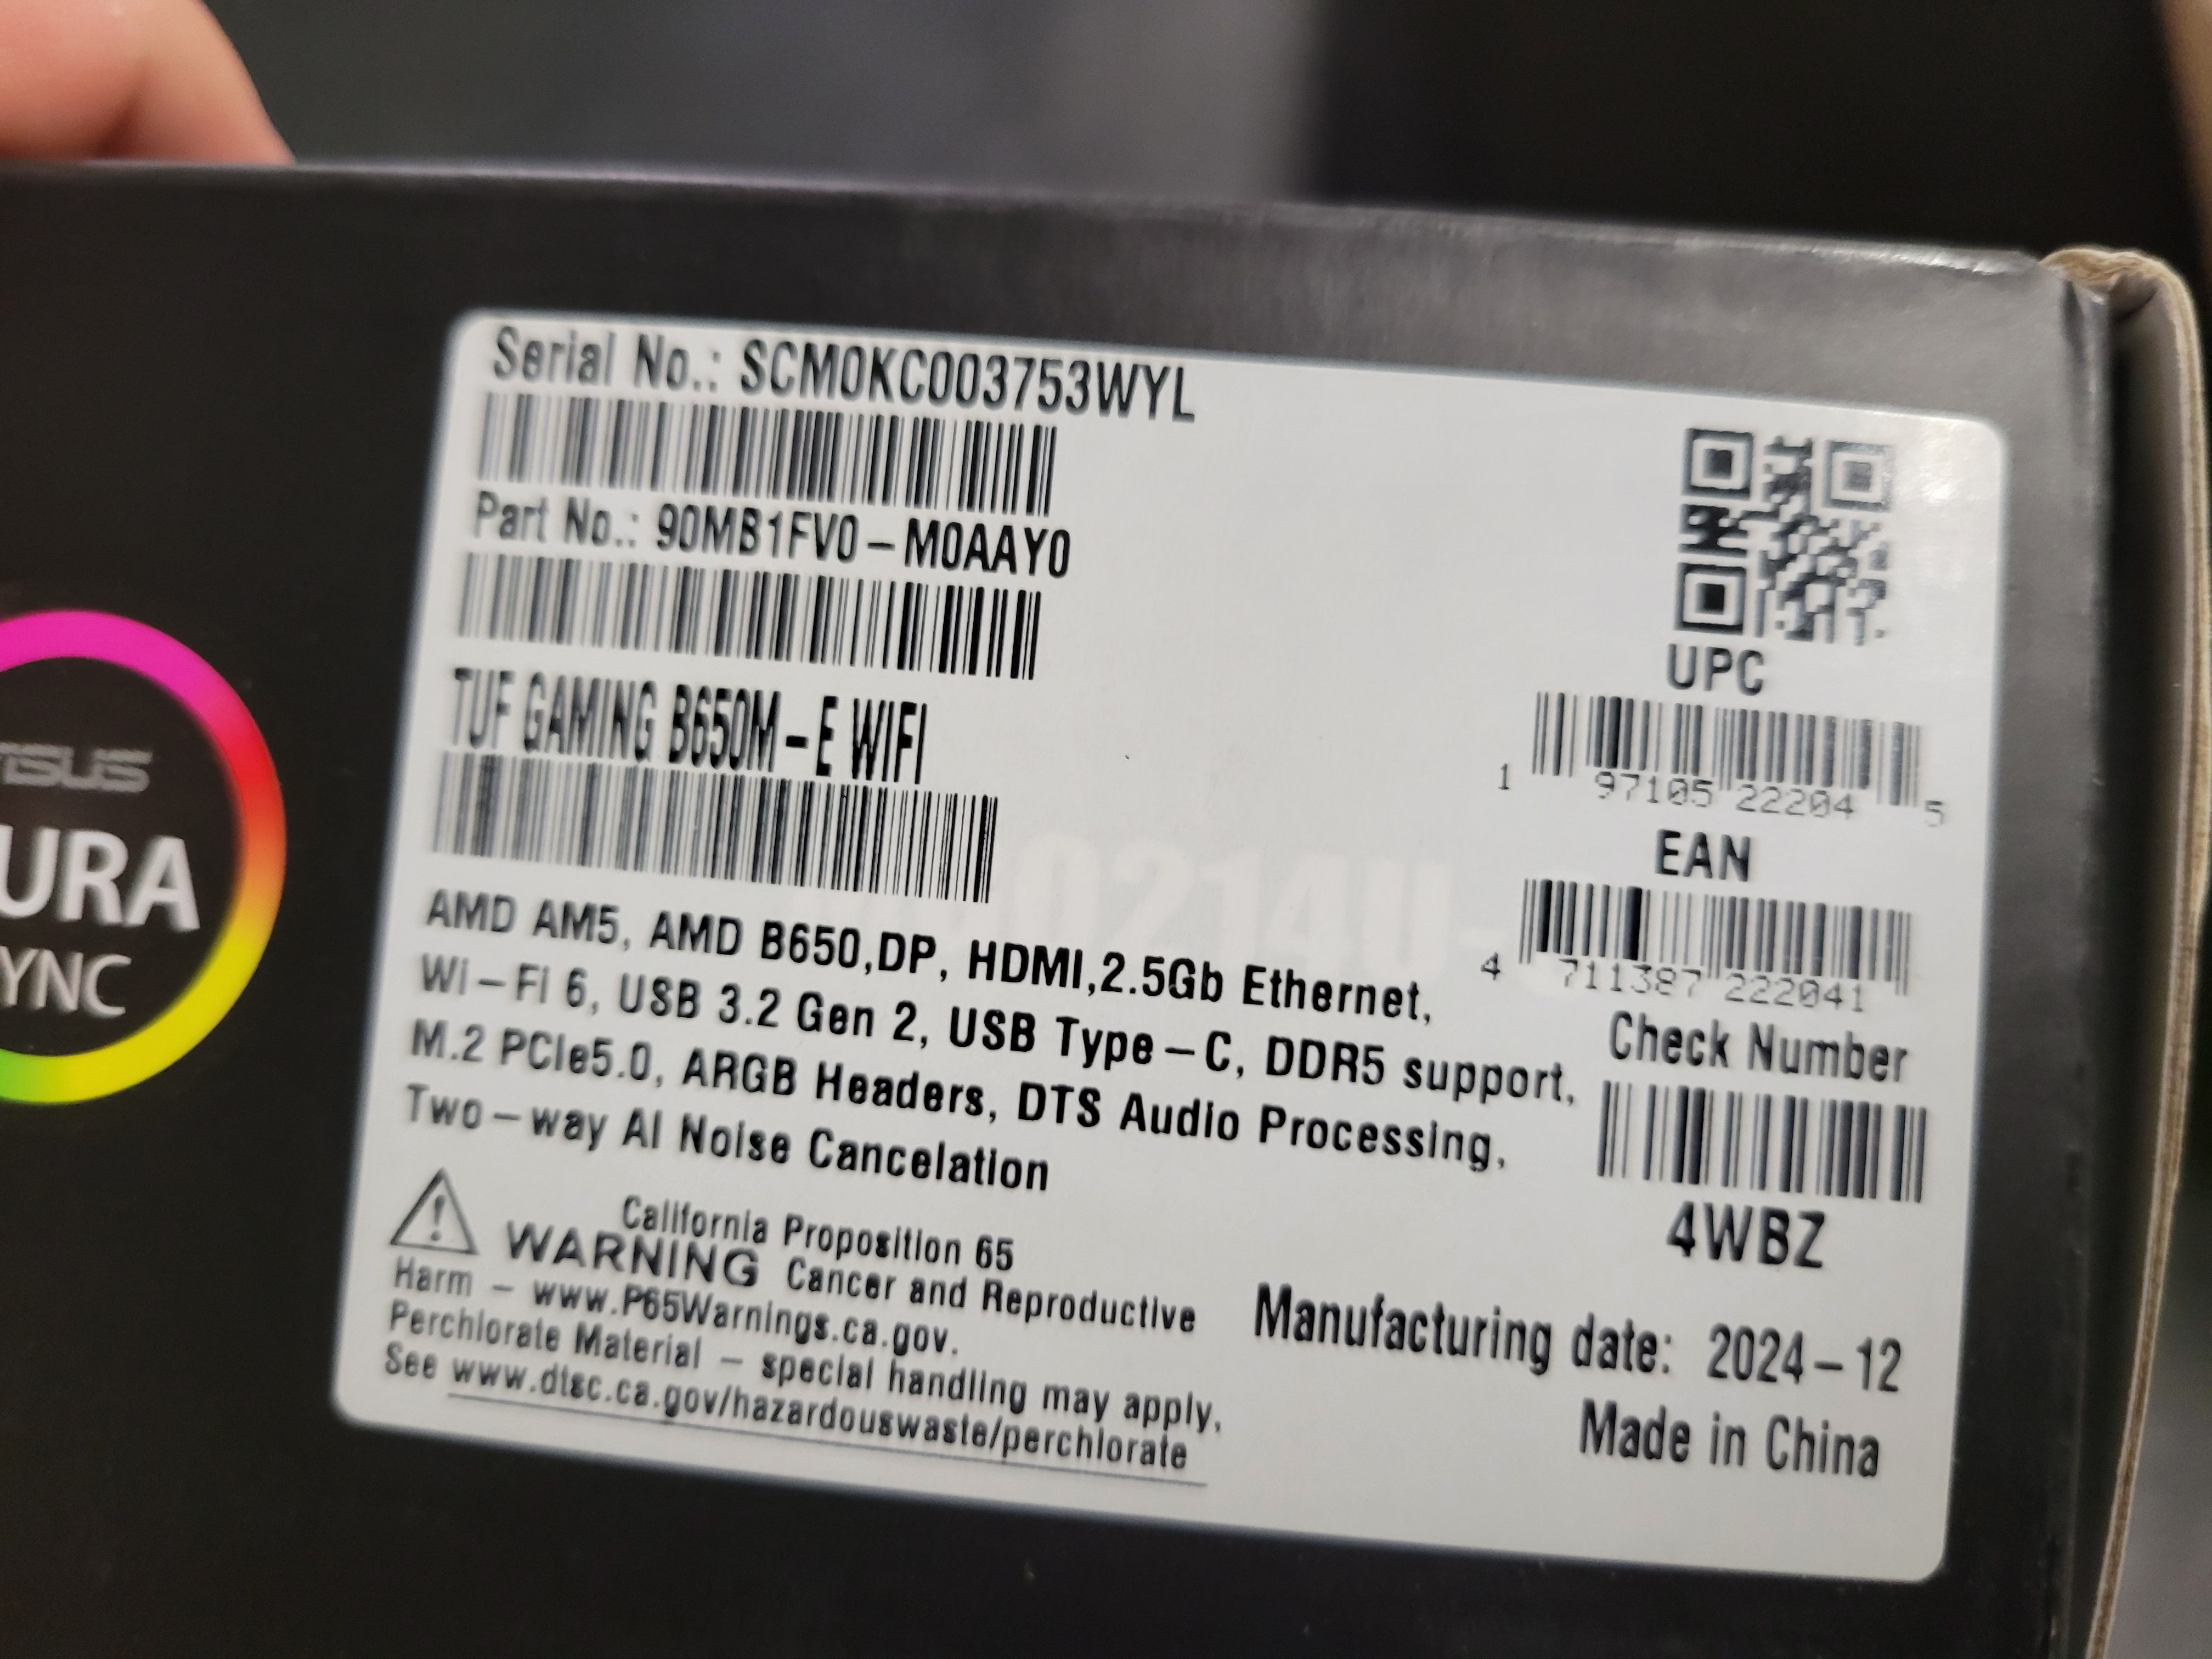 Serial No.: SCM0KC003753WYL
Part No.: 90MB1FV0-M0AAY0
TUF GAMING B650M-E WIFI
AMD AM5, AMD B650,DP, HDMI,2.5Gb Ethernet,
Wi-Fi 6, USB 3.2 Gen 2, USB Type-C, DDR5 support,
M.2 PCIe5.0, ARGB Headers, DTS Audio Processing,
Two-way AI Noise Cancelation
California Proposition 65
WARNING Cancer and Reproductive
Harm - www.P65Warnings.ca.gov.
Perchlorate Material - special handling may apply,
See www.dtsc.ca.gov/hazardouswaste/perchlorate
UPC
1 97105 22204 5
EAN
4 711387 222041
Check Number
4WBZ
Manufacturing date: 2024-12
Made in China
ASUS
URA
YNC